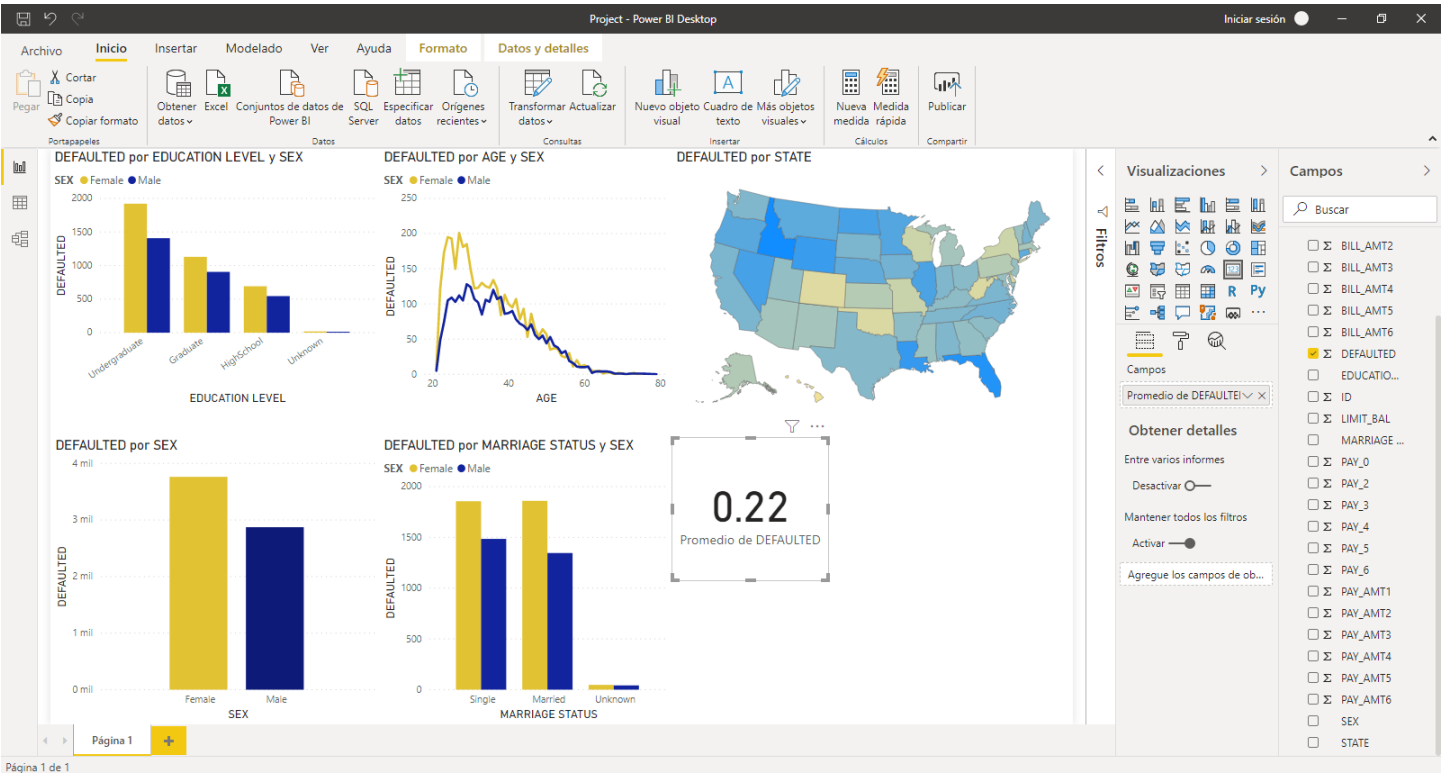 Project - Power BI Desktop
Iniciar sesión
Archivo Inicio Insertar Modelado Ver Ayuda Formato Datos y detalles
Pegar
Cortar
Copia
Copiar formato
Portapapeles
Obtener datos
Excel
Conjuntos de datos de Power BI
SQL Server
Especificar datos
Orígenes recientes
Datos
Transformar datos
Actualizar
Consultas
Nuevo objeto visual
Cuadro de texto
Más objetos visuales
Insertar
Nueva medida
Medida rápida
Cálculos
Publicar
Compartir
DEFAULTED por EDUCATION LEVEL y SEX
SEX Female Male
2000
1500
1000
500
0
DEFAULTED
Undergraduate Graduate HighSchool Unknown
EDUCATION LEVEL
DEFAULTED por AGE y SEX
SEX Female Male
250
200
150
100
50
0
DEFAULTED
20 40 60 80
AGE
DEFAULTED por STATE
DEFAULTED por SEX
4 mil
3 mil
2 mil
1 mil
0 mil
DEFAULTED
Female Male
SEX
DEFAULTED por MARRIAGE STATUS y SEX
SEX Female Male
2000
1500
1000
500
0
DEFAULTED
Single Married Unknown
MARRIAGE STATUS
0.22
Promedio de DEFAULTED
Filtros
Visualizaciones
R Py
Campos
Promedio de DEFAULTEI
Obtener detalles
Entre varios informes
Desactivar
Mantener todos los filtros
Activar
Agregue los campos de ob...
Campos
Buscar
Σ BILL_AMT2
Σ BILL_AMT3
Σ BILL_AMT4
Σ BILL_AMT5
Σ BILL_AMT6
Σ DEFAULTED
EDUCATIO...
Σ ID
Σ LIMIT_BAL
MARRIAGE ...
Σ PAY_0
Σ PAY_2
Σ PAY_3
Σ PAY_4
Σ PAY_5
Σ PAY_6
Σ PAY_AMT1
Σ PAY_AMT2
Σ PAY_AMT3
Σ PAY_AMT4
Σ PAY_AMT5
Σ PAY_AMT6
SEX
STATE
Página 1
Página 1 de 1